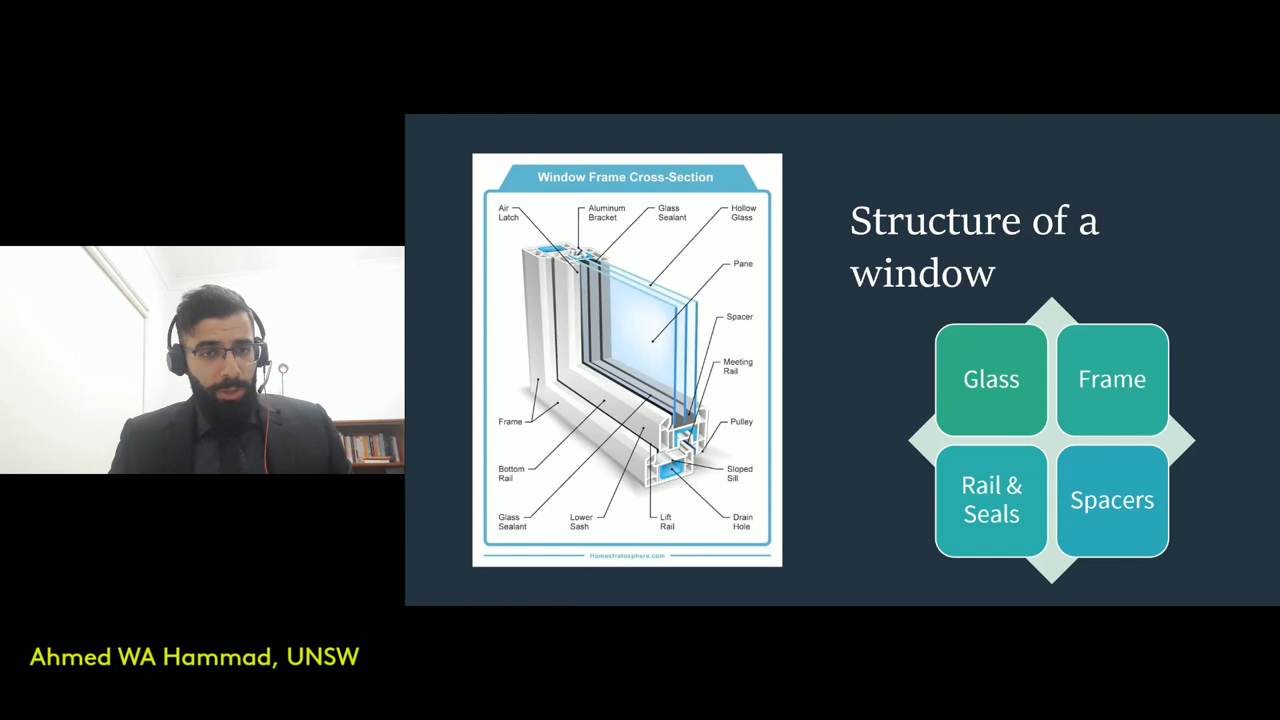 Window Frame Cross-Section
Air
Latch
Aluminum
Bracket
Glass
Sealant
Hollow
Glass
Pane
Spacer
Meeting
Rail
Frame
Pulley
Bottom
Rail
Sloped
Sill
Glass
Sealant
Lower
Sash
Lift
Rail
Drain
Hole
Homestratosphere.com
Structure of a
window
Glass
Frame
Rail &
Seals
Spacers
Ahmed WA Hammad, UNSW